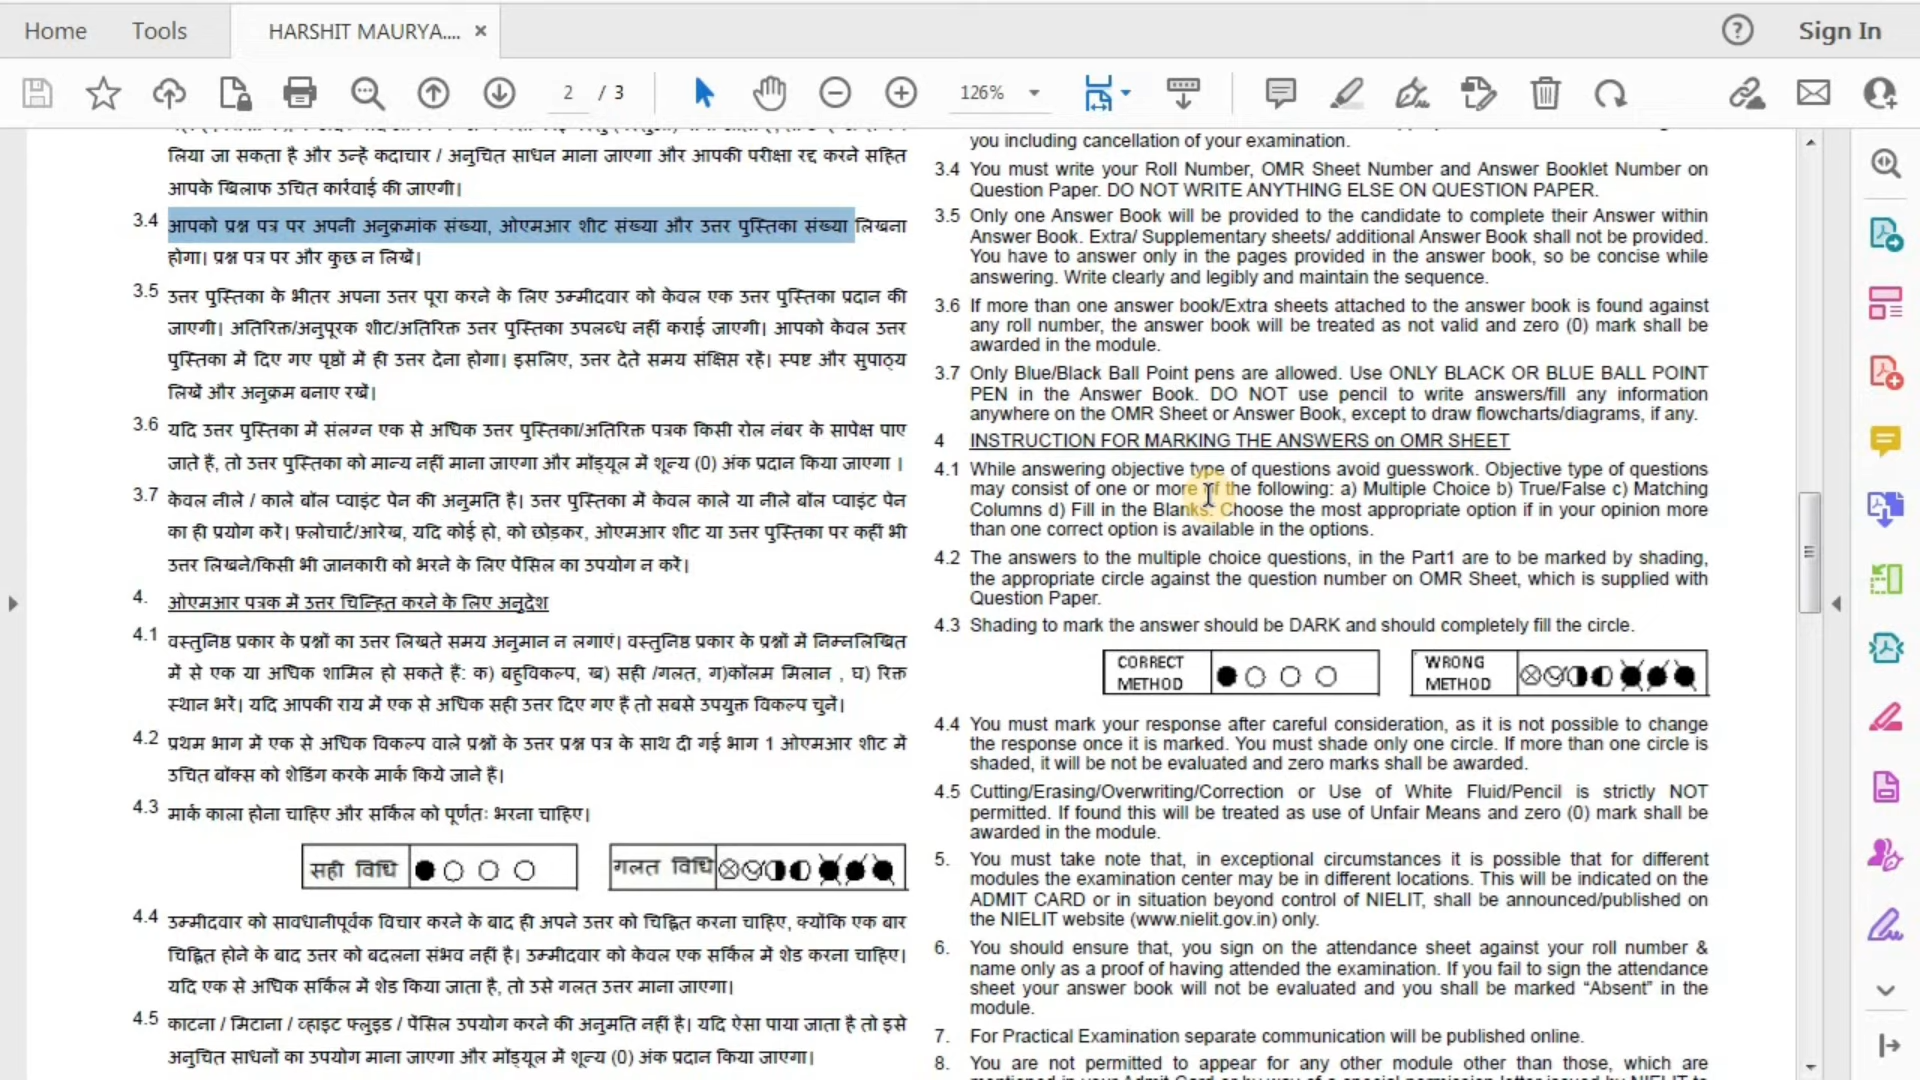 Home
Tools
HARSHIT MAURYA....
Sign In
2 / 3
126%
लिया जा सकता है और उन्हें कदाचार / अनुचित साधन माना जाएगा और आपकी परीक्षा रद्द करने सहित
आपके खिलाफ उचित कार्रवाई की जाएगी।
3.4 आपको प्रश्न पत्र पर अपनी अनुक्रमांक संख्या, ओएमआर शीट संख्या और उत्तर पुस्तिका संख्या लिखना
होगा। प्रश्न पत्र पर और कुछ न लिखें।
3.5 उत्तर पुस्तिका के भीतर अपना उत्तर पूरा करने के लिए उम्मीदवार को केवल एक उत्तर पुस्तिका प्रदान की
जाएगी। अतिरिक्त/अनुपूरक शीट/अतिरिक्त उत्तर पुस्तिका उपलब्ध नहीं कराई जाएगी। आपको केवल उत्तर
पुस्तिका में दिए गए पृष्ठों में ही उत्तर देना होगा। इसलिए, उत्तर देते समय संक्षिप्त रहें। स्पष्ट और सुपाठ्य
लिखें और अनुक्रम बनाए रखें।
3.6 यदि उत्तर पुस्तिका में संलग्न एक से अधिक उत्तर पुस्तिका/अतिरिक्त पत्रक किसी रोल नंबर के सापेक्ष पाए
जाते हैं, तो उत्तर पुस्तिका को मान्य नहीं माना जाएगा और मॉड्यूल में शून्य (0) अंक प्रदान किया जाएगा ।
3.7 केवल नीले / काले बॉल प्वाइंट पेन की अनुमति है। उत्तर पुस्तिका में केवल काले या नीले बॉल प्वाइंट पेन
का ही प्रयोग करें। फ़्लोचार्ट/आरेख, यदि कोई हो, को छोड़कर, ओएमआर शीट या उत्तर पुस्तिका पर कहीं भी
उत्तर लिखने/किसी भी जानकारी को भरने के लिए पेंसिल का उपयोग न करें।
4. ओएमआर पत्रक में उत्तर चिन्हित करने के लिए अनुदेश
4.1 वस्तुनिष्ठ प्रकार के प्रश्नों का उत्तर लिखते समय अनुमान न लगाएं। वस्तुनिष्ठ प्रकार के प्रश्नों में निम्नलिखित
में से एक या अधिक शामिल हो सकते हैं: क) बहुविकल्प, ख) सही /गलत, ग)कॉलम मिलान , घ) रिक्त
स्थान भरें। यदि आपकी राय में एक से अधिक सही उत्तर दिए गए हैं तो सबसे उपयुक्त विकल्प चुनें।
4.2 प्रथम भाग में एक से अधिक विकल्प वाले प्रश्नों के उत्तर प्रश्न पत्र के साथ दी गई भाग 1 ओएमआर शीट में
उचित बॉक्स को शेडिंग करके मार्क किये जाने हैं।
4.3 मार्क काला होना चाहिए और सर्किल को पूर्णतः भरना चाहिए।
सही विधि
गलत विधि
4.4 उम्मीदवार को सावधानीपूर्वक विचार करने के बाद ही अपने उत्तर को चिह्नित करना चाहिए, क्योंकि एक बार
चिह्नित होने के बाद उत्तर को बदलना संभव नहीं है। उम्मीदवार को केवल एक सर्किल में शेड करना चाहिए।
यदि एक से अधिक सर्किल में शेड किया जाता है, तो उसे गलत उत्तर माना जाएगा।
4.5 काटना / मिटाना / व्हाइट फ्लुइड / पेंसिल उपयोग करने की अनुमति नहीं है। यदि ऐसा पाया जाता है तो इसे
अनुचित साधनों का उपयोग माना जाएगा और मॉड्यूल में शून्य (0) अंक प्रदान किया जाएगा।
you including cancellation of your examination.
3.4 You must write your Roll Number, OMR Sheet Number and Answer Booklet Number on
Question Paper. DO NOT WRITE ANYTHING ELSE ON QUESTION PAPER.
3.5 Only one Answer Book will be provided to the candidate to complete their Answer within
Answer Book. Extra/ Supplementary sheets/ additional Answer Book shall not be provided.
You have to answer only in the pages provided in the answer book, so be concise while
answering. Write clearly and legibly and maintain the sequence.
3.6 If more than one answer book/Extra sheets attached to the answer book is found against
any roll number, the answer book will be treated as not valid and zero (0) mark shall be
awarded in the module.
3.7 Only Blue/Black Ball Point pens are allowed. Use ONLY BLACK OR BLUE BALL POINT
PEN in the Answer Book. DO NOT use pencil to write answers/fill any information
anywhere on the OMR Sheet or Answer Book, except to draw flowcharts/diagrams, if any.
4 INSTRUCTION FOR MARKING THE ANSWERS on OMR SHEET
4.1 While answering objective type of questions avoid guesswork. Objective type of questions
may consist of one or more of the following: a) Multiple Choice b) True/False c) Matching
Columns d) Fill in the Blanks. Choose the most appropriate option if in your opinion more
than one correct option is available in the options.
4.2 The answers to the multiple choice questions, in the Part1 are to be marked by shading,
the appropriate circle against the question number on OMR Sheet, which is supplied with
Question Paper.
4.3 Shading to mark the answer should be DARK and should completely fill the circle.
CORRECT
METHOD
WRONG
METHOD
4.4 You must mark your response after careful consideration, as it is not possible to change
the response once it is marked. You must shade only one circle. If more than one circle is
shaded, it will be not be evaluated and zero marks shall be awarded.
4.5 Cutting/Erasing/Overwriting/Correction or Use of White Fluid/Pencil is strictly NOT
permitted. If found this will be treated as use of Unfair Means and zero (0) mark shall be
awarded in the module.
5. You must take note that, in exceptional circumstances it is possible that for different
modules the examination center may be in different locations. This will be indicated on the
ADMIT CARD or in situation beyond control of NIELIT, shall be announced/published on
the NIELIT website (www.nielit.gov.in) only.
6. You should ensure that, you sign on the attendance sheet against your roll number &
name only as a proof of having attended the examination. If you fail to sign the attendance
sheet your answer book will not be evaluated and you shall be marked “Absent” in the
module.
7. For Practical Examination separate communication will be published online.
8. You are not permitted to appear for any other module other than those, which are